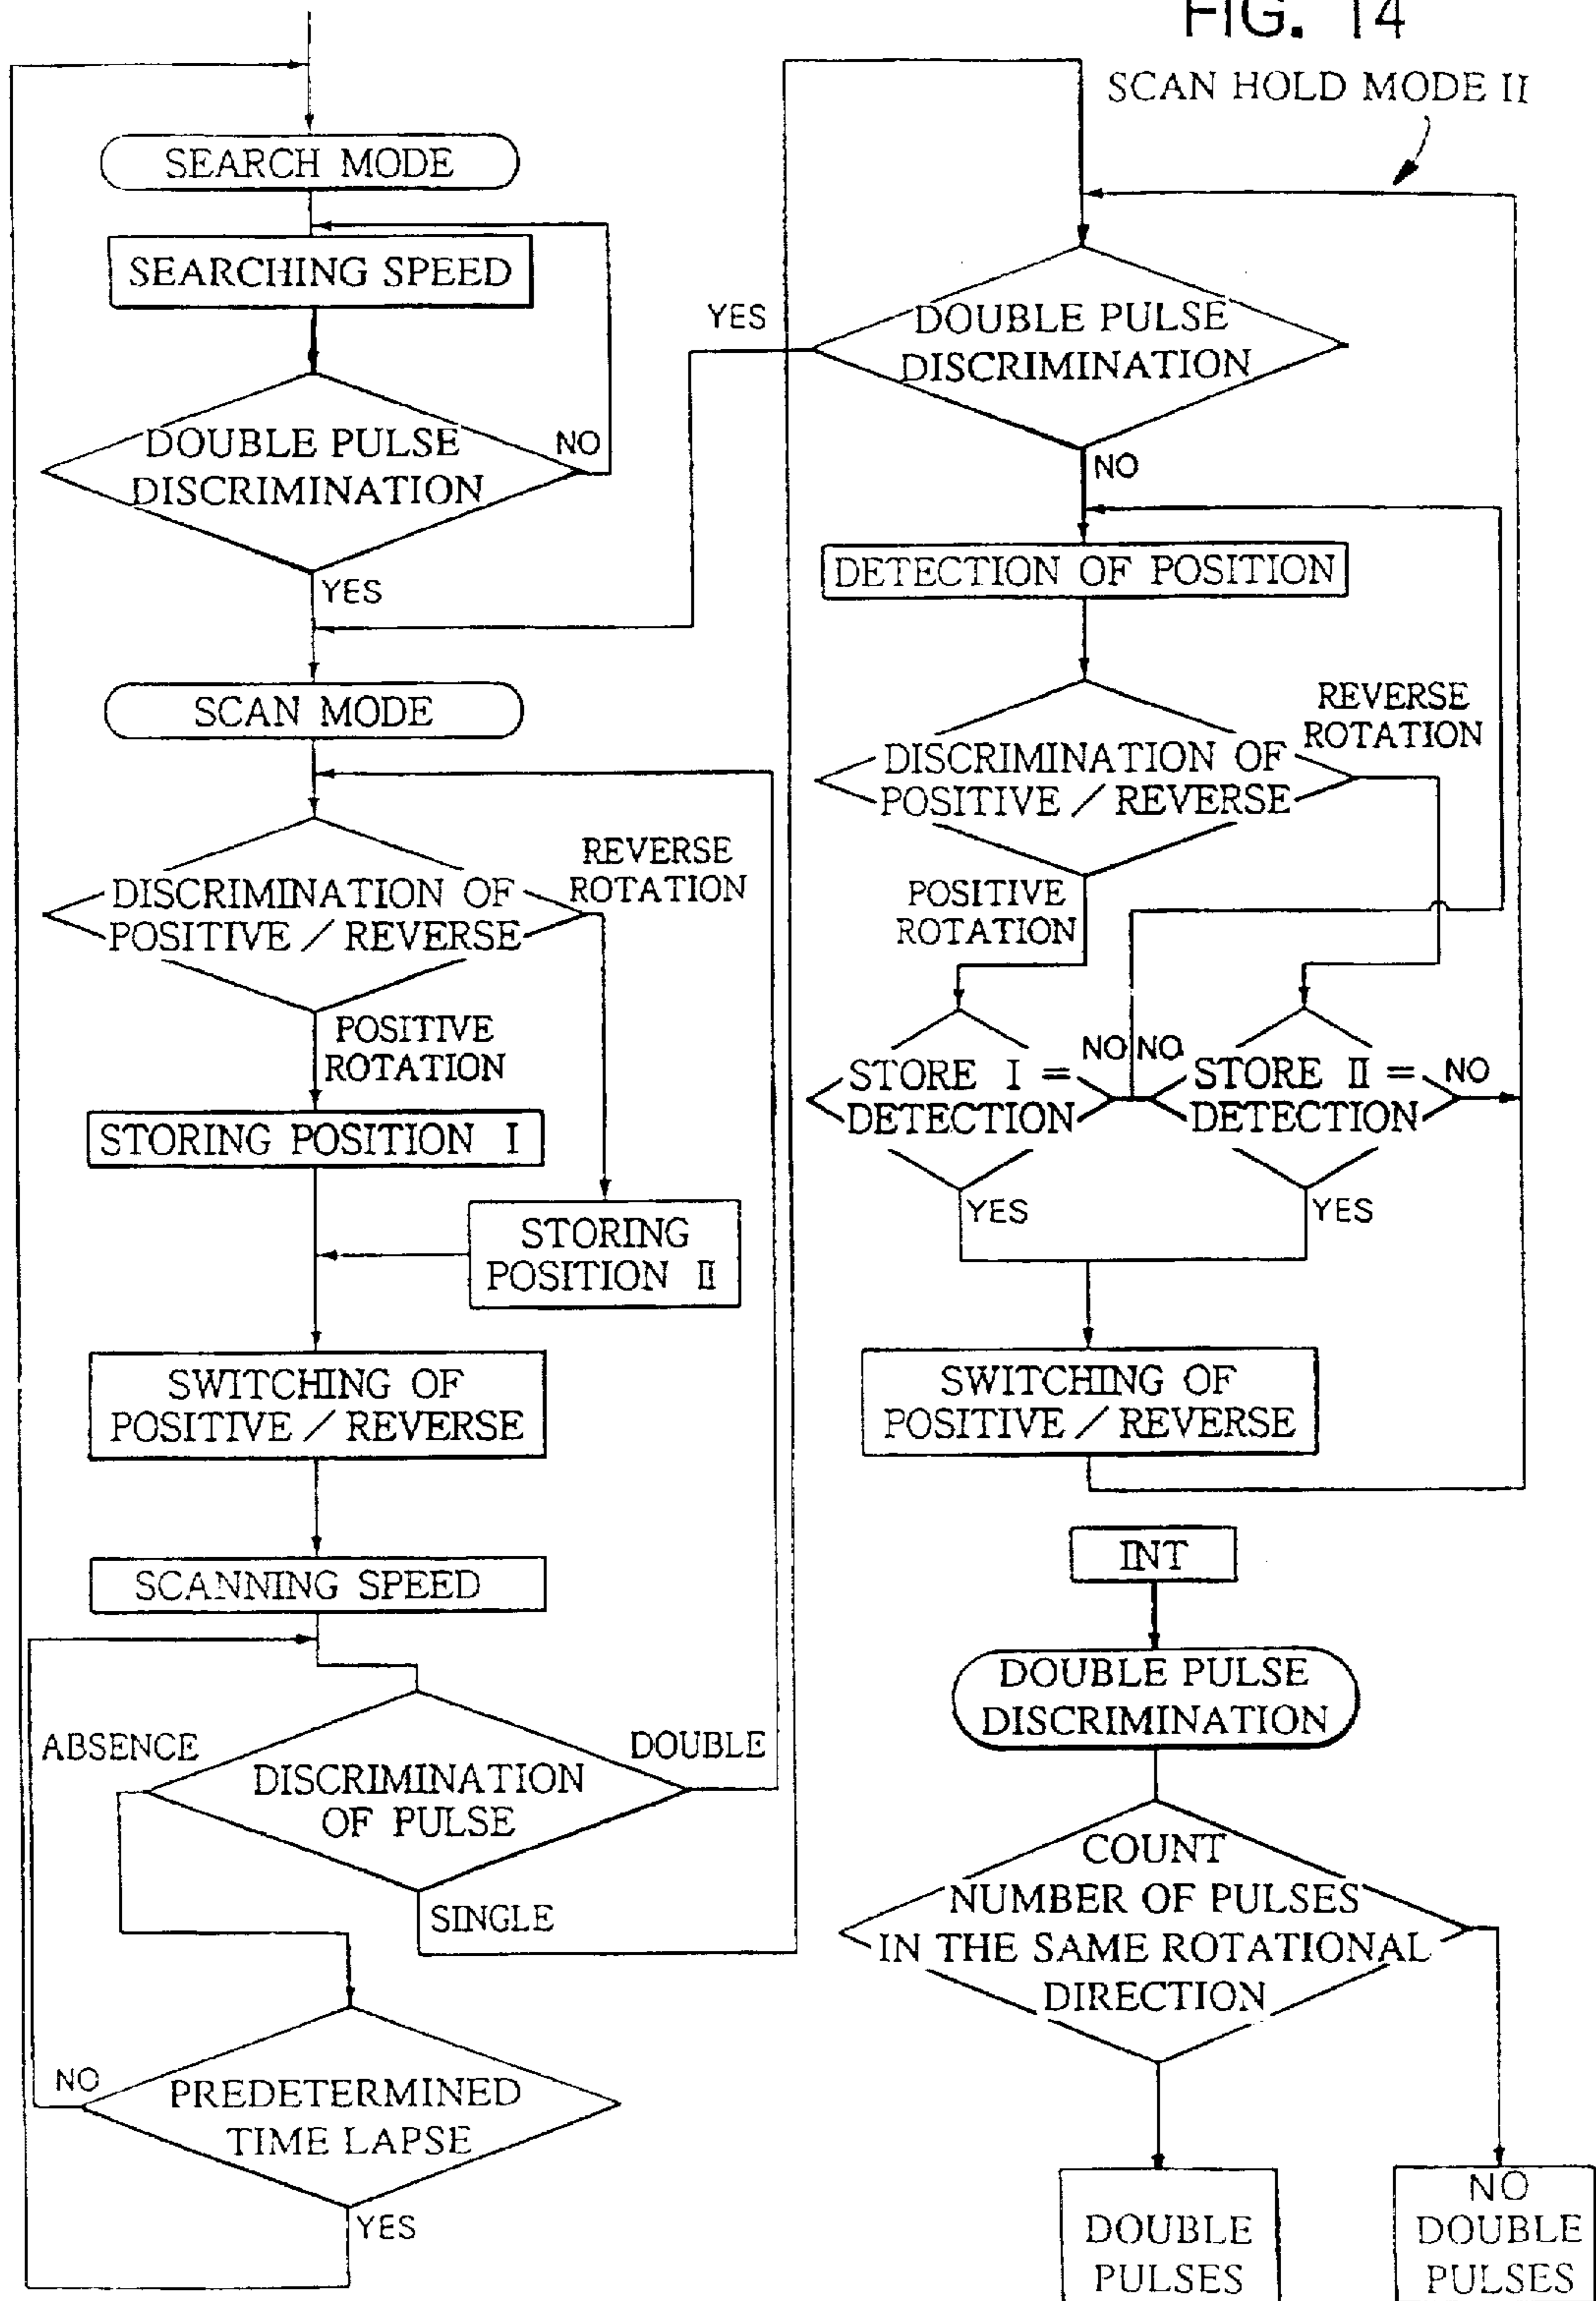 FIG. 14
SCAN HOLD MODE II
SEARCH MODE
SEARCHING SPEED
DOUBLE PULSE
DISCRIMINATION
NO
YES
SCAN MODE
DISCRIMINATION OF
POSITIVE / REVERSE
REVERSE
ROTATION
POSITIVE
ROTATION
STORING POSITION I
STORING
POSITION II
SWITCHING OF
POSITIVE / REVERSE
SCANNING SPEED
ABSENCE
DOUBLE
DISCRIMINATION
OF PULSE
SINGLE
NO
PREDETERMINED
TIME LAPSE
YES
YES
DOUBLE PULSE
DISCRIMINATION
NO
DETECTION OF POSITION
REVERSE
ROTATION
DISCRIMINATION OF
POSITIVE / REVERSE
POSITIVE
ROTATION
STORE I =
DETECTION
NO
NO
STORE II =
DETECTION
NO
YES
YES
SWITCHING OF
POSITIVE / REVERSE
INT
DOUBLE PULSE
DISCRIMINATION
COUNT
NUMBER OF PULSES
IN THE SAME ROTATIONAL
DIRECTION
DOUBLE
PULSES
NO
DOUBLE
PULSES